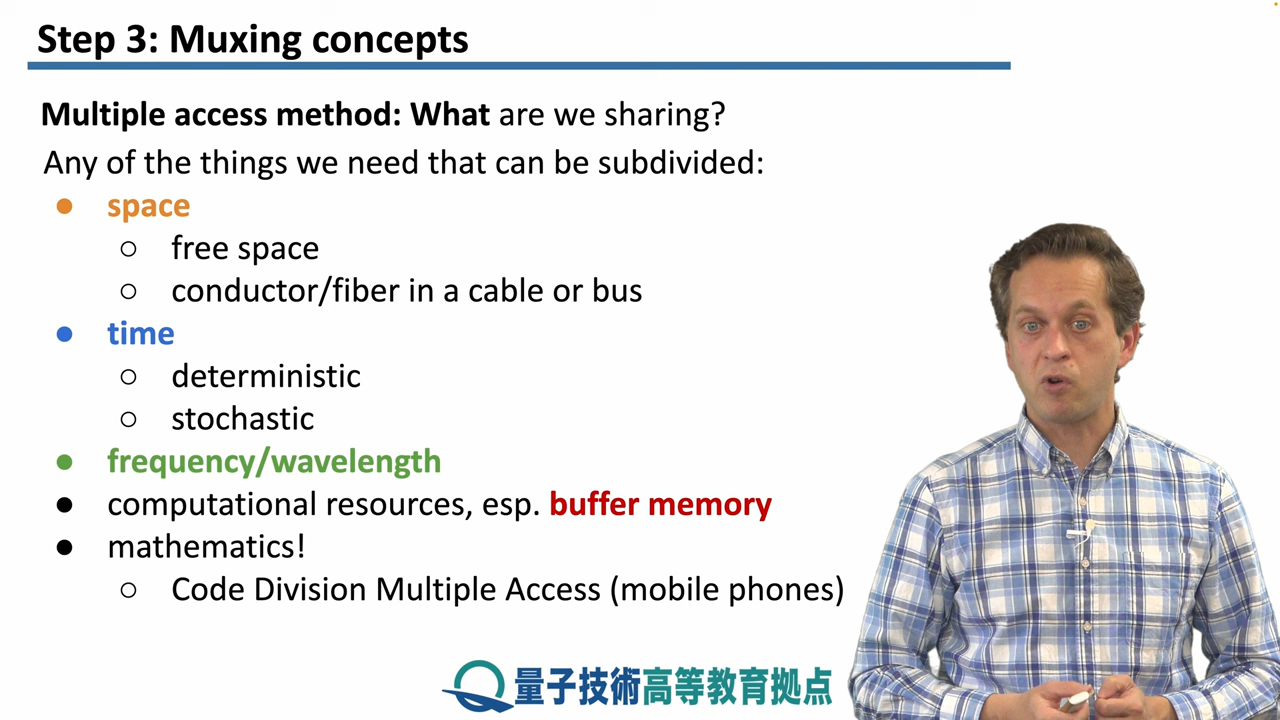 Step 3: Muxing concepts
Multiple access method: What are we sharing?
Any of the things we need that can be subdivided:
● space
○ free space
○ conductor/fiber in a cable or bus
● time
○ deterministic
○ stochastic
● frequency/wavelength
● computational resources, esp. buffer memory
● mathematics!
○ Code Division Multiple Access (mobile phones)
量子技術高等教育拠点